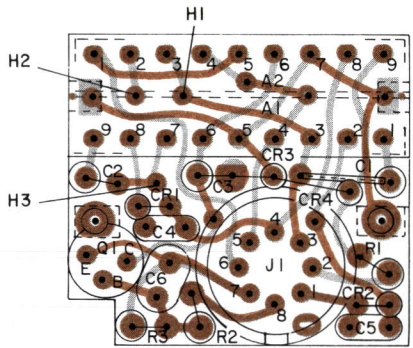 H1
H2
1 2 3 4 5 6 7 8 9
A2
A1
9 8 7 6 5 4 3 2 1
CR3
C2 C3 C1
H3
CR1 CR4
C4
Q1 5 4 3 R1
E C 6 J1 2
B C6 7 8 1 CR2
R3 R2 C5